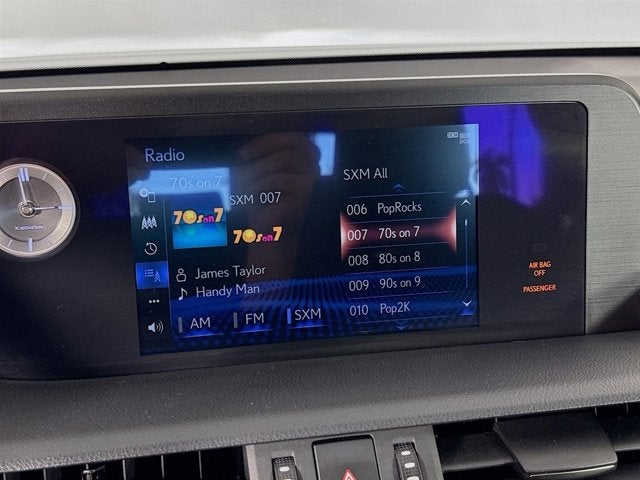 Radio
70s on 7
SXM 007
70s on 7
70s on 7
James Taylor
Handy Man
AM FM SXM
SXM All
006 PopRocks
007 70s on 7
008 80s on 8
009 90s on 9
010 Pop2K
AIR BAG
OFF
PASSENGER